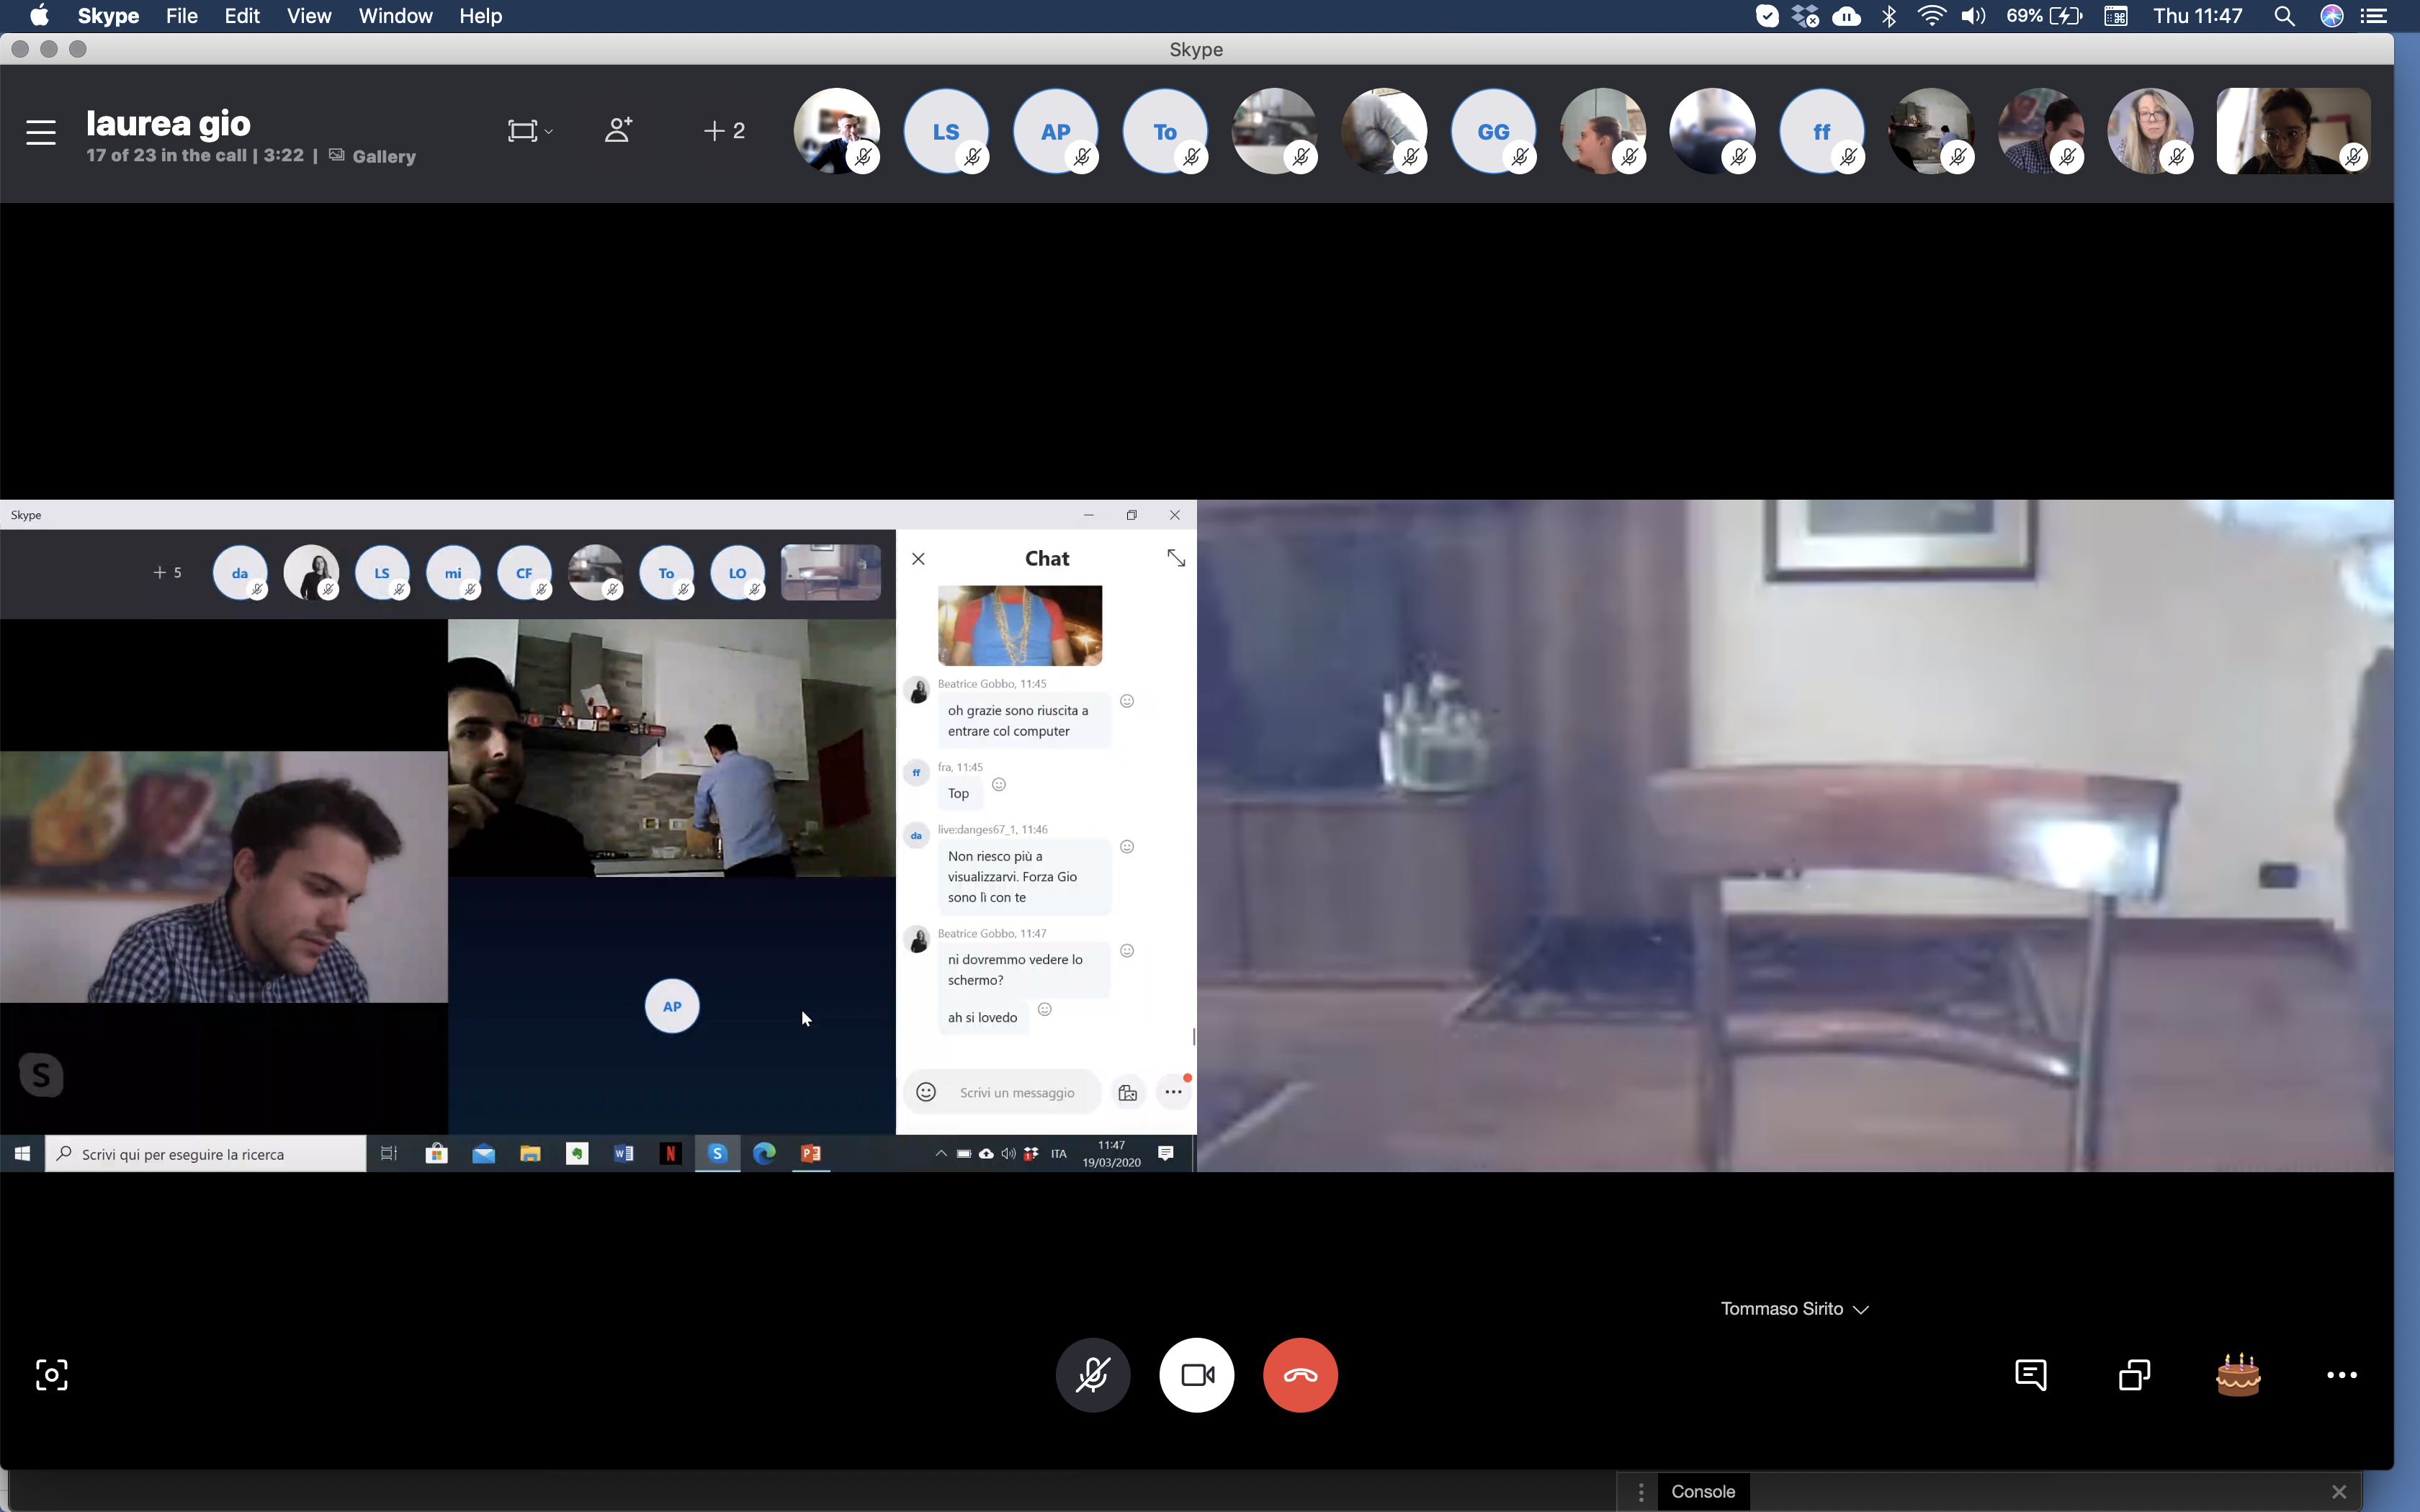 Skype File Edit View Window Help 69% Thu 11:47
Skype
laurea gio
17 of 23 in the call | 3:22 | Gallery
+ 2
LS AP To GG ff
Skype
+ 5 da LS mi CF To LO
Chat
Beatrice Gobbo, 11:45
oh grazie sono riuscita a
entrare col computer
ff fra, 11:45
Top
da live:danges67_1, 11:46
Non riesco più a
visualizzarvi. Forza Gio
sono lì con te
Beatrice Gobbo, 11:47
ni dovremmo vedere lo
schermo?
ah si lovedo
AP
S
Scrivi un messaggio
Scrivi qui per eseguire la ricerca
W N S P
ITA
11:47
19/03/2020
Tommaso Sirito
Console